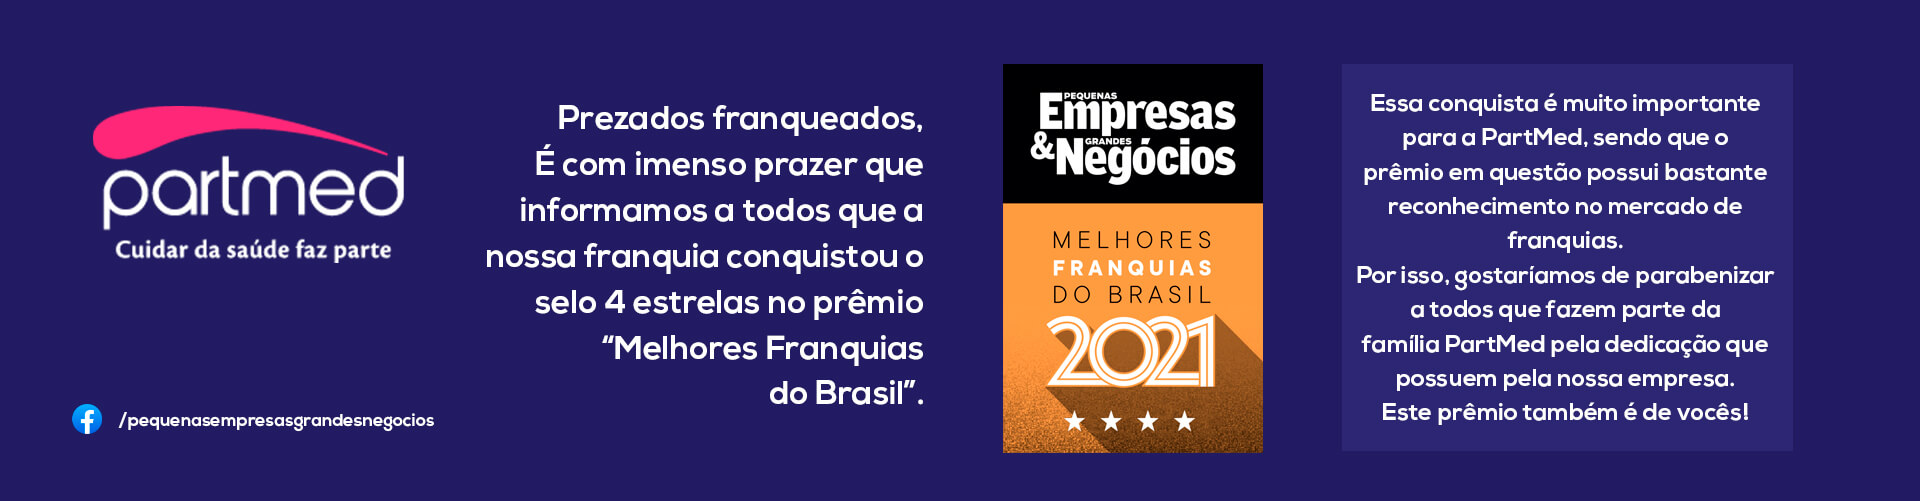 partmed
Cuidar da saúde faz parte
/pequenasempresasgrandesnegocios
Prezados franqueados,
É com imenso prazer que
informamos a todos que a
nossa franquia conquistou o
selo 4 estrelas no prêmio
“Melhores Franquias
do Brasil”.
PEQUENAS
Empresas
&GRANDES
Negócios
MELHORES
FRANQUIAS
DO BRASIL
2021
Essa conquista é muito importante
para a PartMed, sendo que o
prêmio em questão possui bastante
reconhecimento no mercado de
franquias.
Por isso, gostaríamos de parabenizar
a todos que fazem parte da
família PartMed pela dedicação que
possuem pela nossa empresa.
Este prêmio também é de vocês!